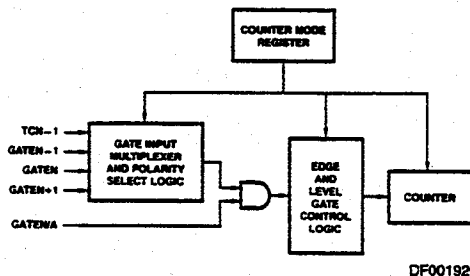 COUNTER MODE
REGISTER
TCN-1
GATEN-1
GATEN
GATEN+1
GATEN/A
GATE INPUT
MULTIPLEXER
AND POLARITY
SELECT LOGIC
EDGE
AND
LEVEL
GATE
CONTROL
LOGIC
COUNTER
DF00192